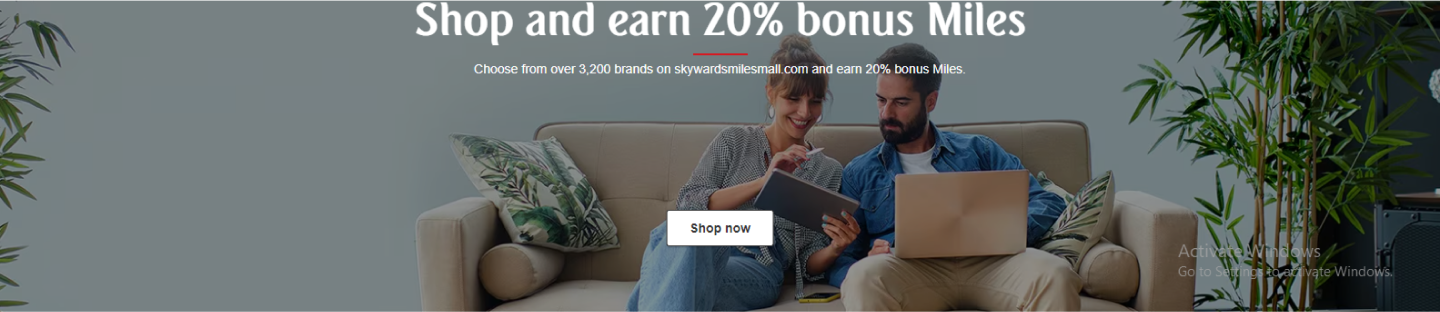 Shop and earn 20% bonus Miles
Choose from over 3,200 brands on skywardsmilesmall.com and earn 20% bonus Miles.
Shop now
Activate Windows
Go to Settings to activate Windows.